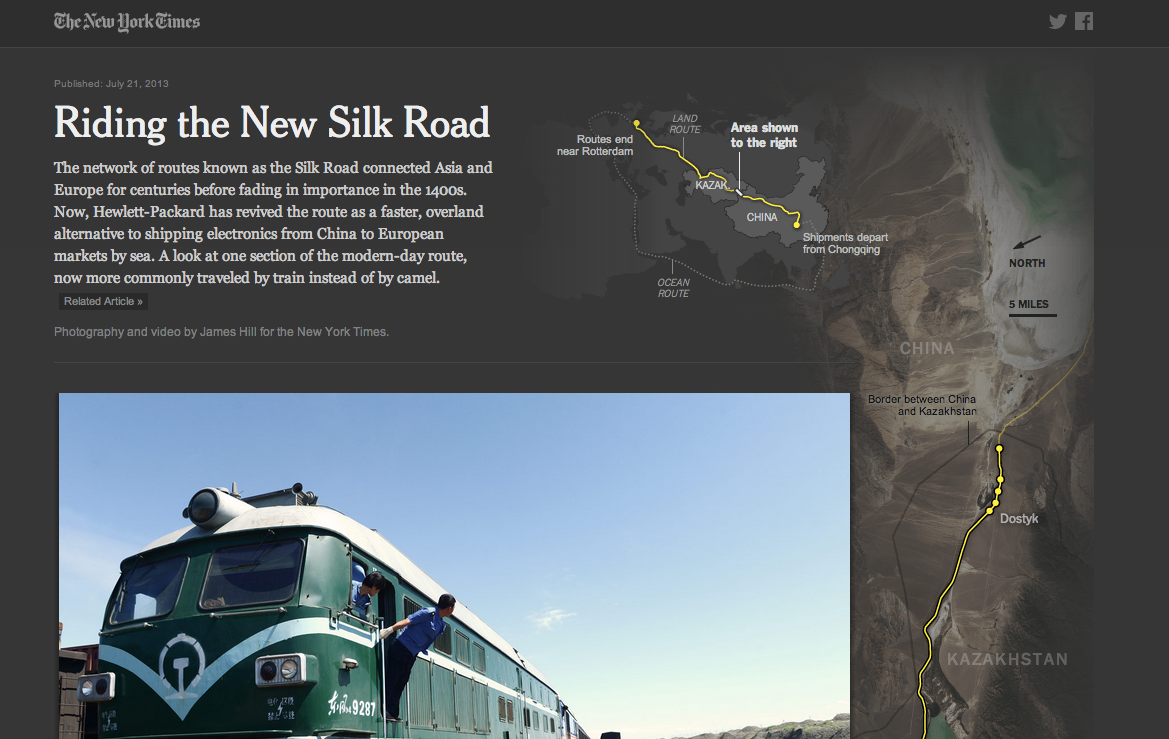 The New York Times
Published: July 21, 2013
Riding the New Silk Road
The network of routes known as the Silk Road connected Asia and
Europe for centuries before fading in importance in the 1400s.
Now, Hewlett-Packard has revived the route as a faster, overland
alternative to shipping electronics from China to European
markets by sea. A look at one section of the modern-day route,
now more commonly traveled by train instead of by camel.
Related Article »
Photography and video by James Hill for the New York Times.
Routes end
near Rotterdam
LAND
ROUTE
Area shown
to the right
KAZAK.
CHINA
Shipments depart
from Chongqing
OCEAN
ROUTE
NORTH
5 MILES
CHINA
Border between China
and Kazakhstan
Dostyk
KAZAKHSTAN
9287